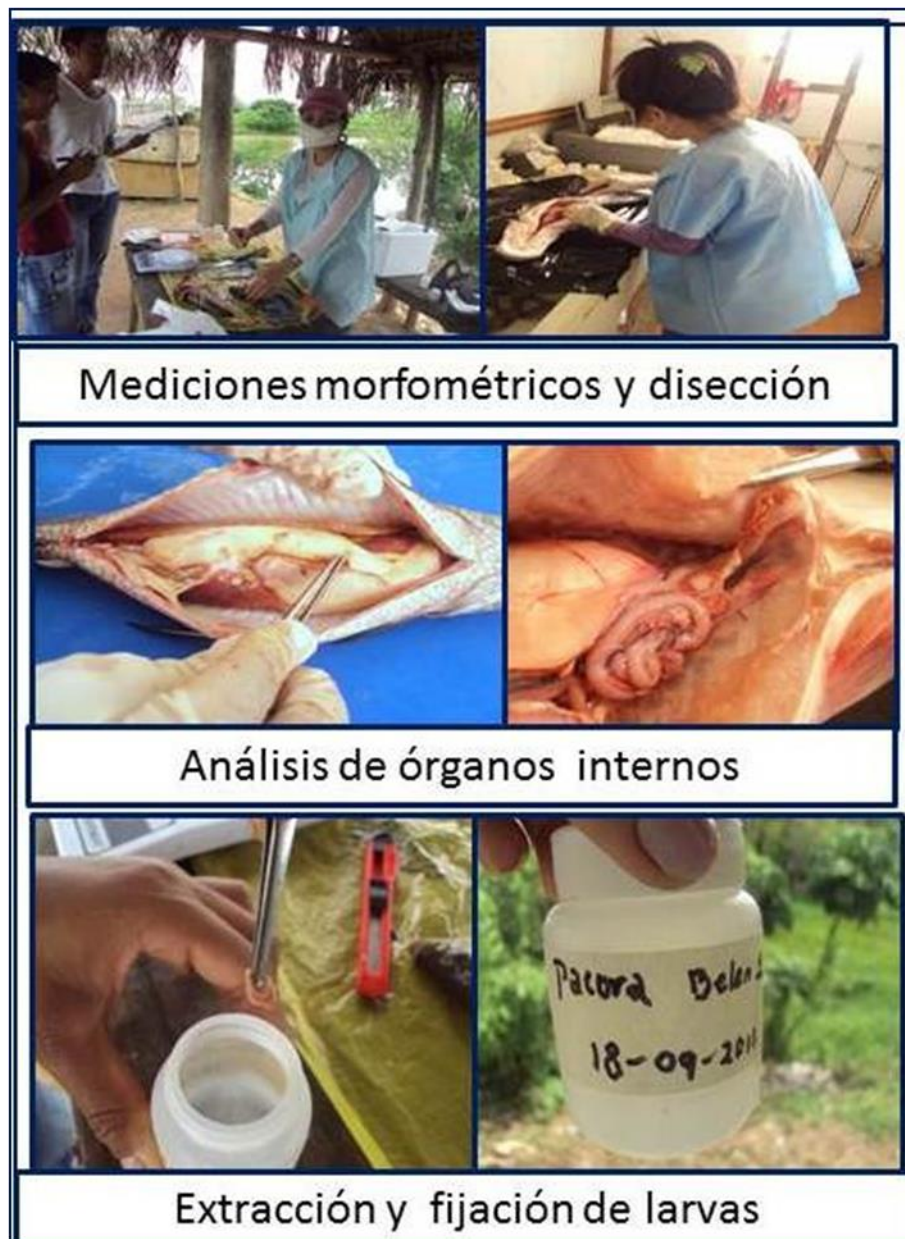 Mediciones morfométricos y disección
Análisis de órganos internos
Pacora Belen
18-09-201
Extracción y fijación de larvas